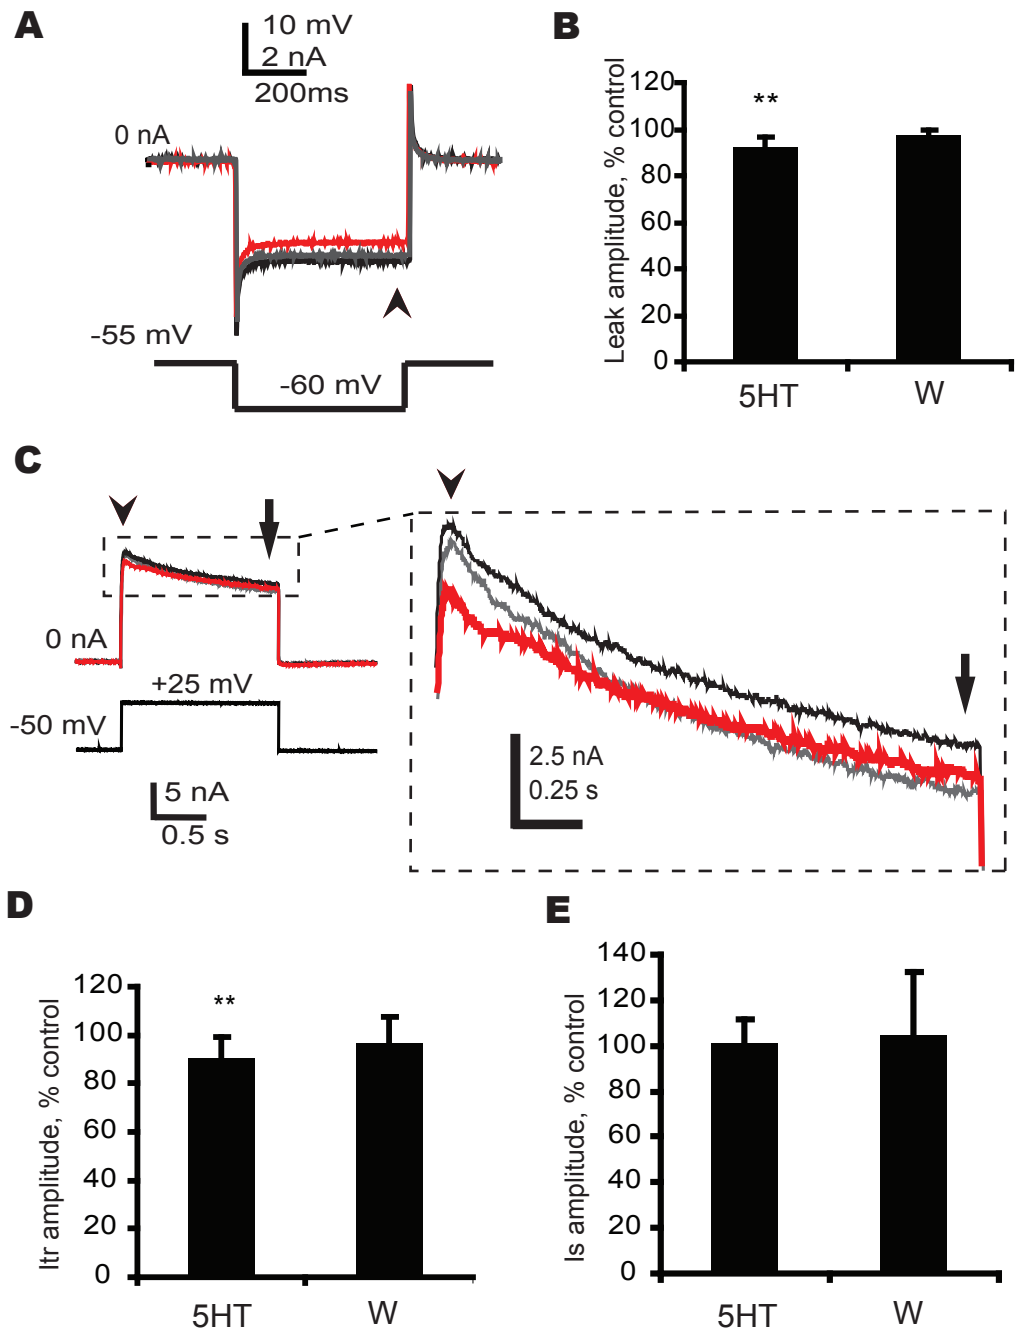 A
10 mV
2 nA
200ms
0 nA
-55 mV
-60 mV
B
Leak amplitude, % control
120
100
80
60
40
20
0
**
5HT
W
C
0 nA
+25 mV
-50 mV
5 nA
0.5 s
2.5 nA
0.25 s
D
Itr amplitude, % control
120
100
80
60
40
20
0
**
5HT
W
E
Is amplitude, % control
140
120
100
80
60
40
20
0
5HT
W